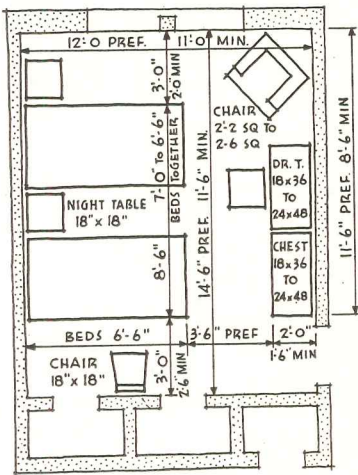 12'-0 PREF. 11'-0" MIN.
3'-0"
2'-0 MIN
CHAIR
2'-2 SQ TO
2'-6 SQ
7'-0" TO 6'-6"
BEDS TOGETHER
14'-6" PREF. 11'-6" MIN.
11'-6" PREF. 8'-6" MIN
DR. T.
18x36
TO
24x48
NIGHT TABLE
18" x 18"
8'-6"
CHEST
18x36
TO
24x48
BEDS 6'-6"
3'-6" PREF
2'-0"
1'-6" MIN
CHAIR
18" x 18"
3'-0"
2'-6" MIN